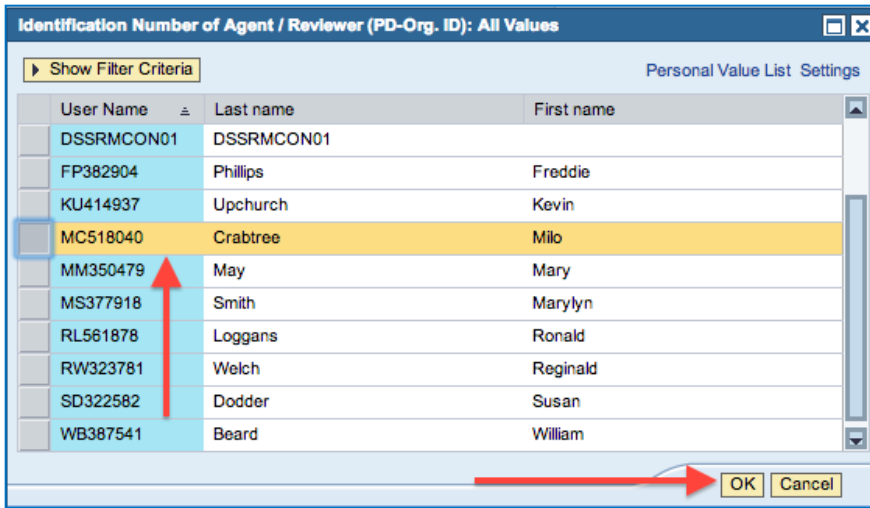 Identification Number of Agent / Reviewer (PD-Org. ID): All Values
Show Filter Criteria Personal Value List Settings
User Name Last name First name
DSSRMCON01 DSSRMCON01
FP382904 Phillips Freddie
KU414937 Upchurch Kevin
MC518040 Crabtree Milo
MM350479 May Mary
MS377918 Smith Marylyn
RL561878 Loggans Ronald
RW323781 Welch Reginald
SD322582 Dodder Susan
WB387541 Beard William
OK Cancel